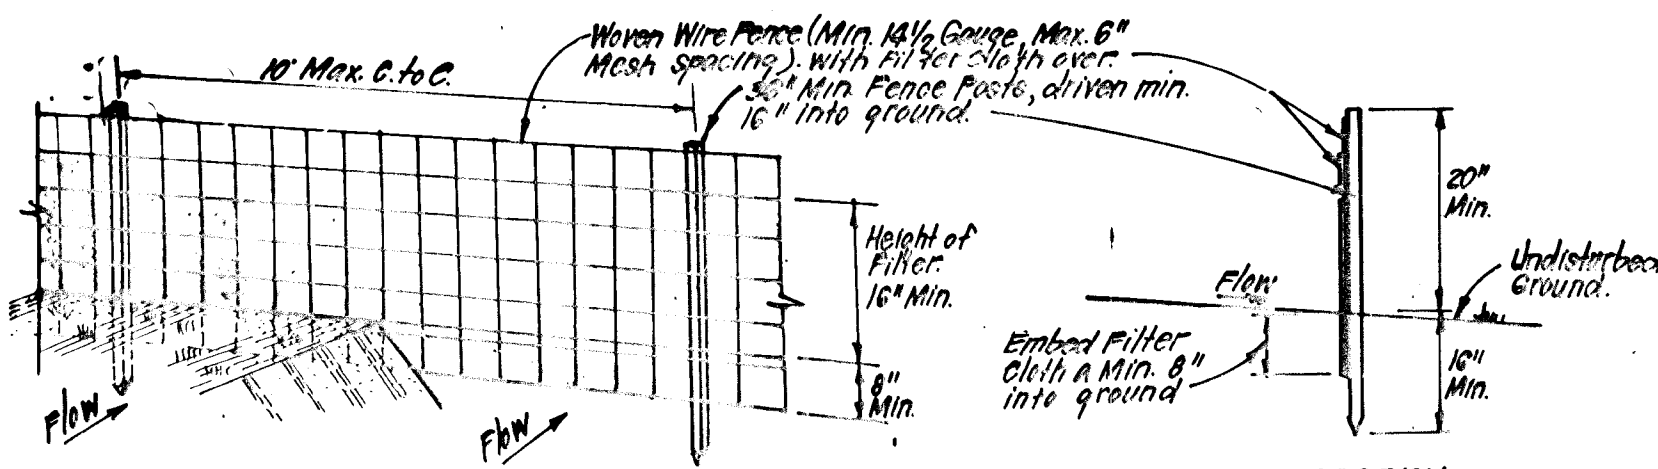 Woven Wire Fence (Min. 14½ Gauge, Max. 6"
Mesh spacing). with Filter Cloth over.
36" Min. Fence Posts, driven min.
16" into ground.
10' Max. C. to C.
Height of
Filter.
16" Min.
8"
Min.
Flow
Flow
20"
Min.
Undisturbed
Ground.
Flow
Embed Filter
Cloth a Min. 8"
into ground
16"
Min.